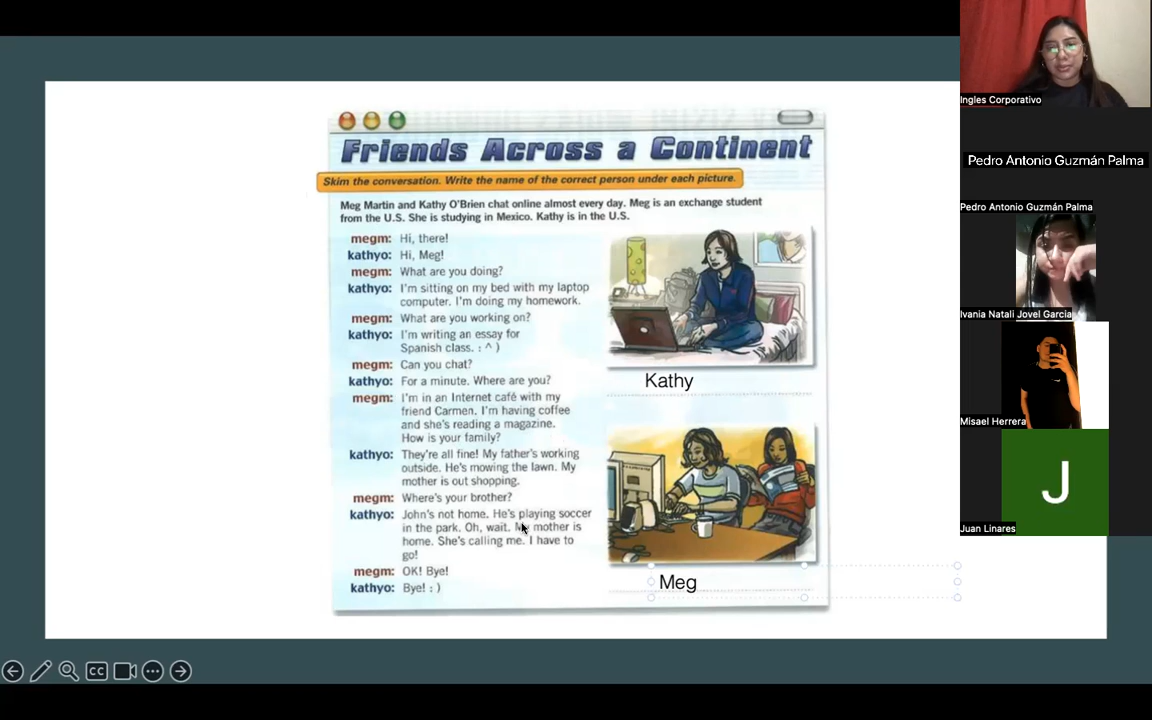 Friends Across a Continent
Skim the conversation. Write the name of the correct person under each picture.
Meg Martin and Kathy O'Brien chat online almost every day. Meg is an exchange student
from the U.S. She is studying in Mexico. Kathy is in the U.S.
megm: Hi, there!
kathyo: Hi, Meg!
megm: What are you doing?
kathyo: I'm sitting on my bed with my laptop
computer. I'm doing my homework.
megm: What are you working on?
kathyo: I'm writing an essay for
Spanish class. : ^ )
megm: Can you chat?
kathyo: For a minute. Where are you?
megm: I'm in an Internet café with my
friend Carmen. I'm having coffee
and she's reading a magazine.
How is your family?
kathyo: They're all fine! My father's working
outside. He's mowing the lawn. My
mother is out shopping.
megm: Where's your brother?
kathyo: John's not home. He's playing soccer
in the park. Oh, wait. My mother is
home. She's calling me. I have to
go!
megm: OK! Bye!
kathyo: Bye! : )
Kathy
Meg
CC
Ingles Corporativo
Pedro Antonio Guzmán Palma
Pedro Antonio Guzmán Palma
Ivania Natali Jovel García
Misael Herrera
J
Juan Linares